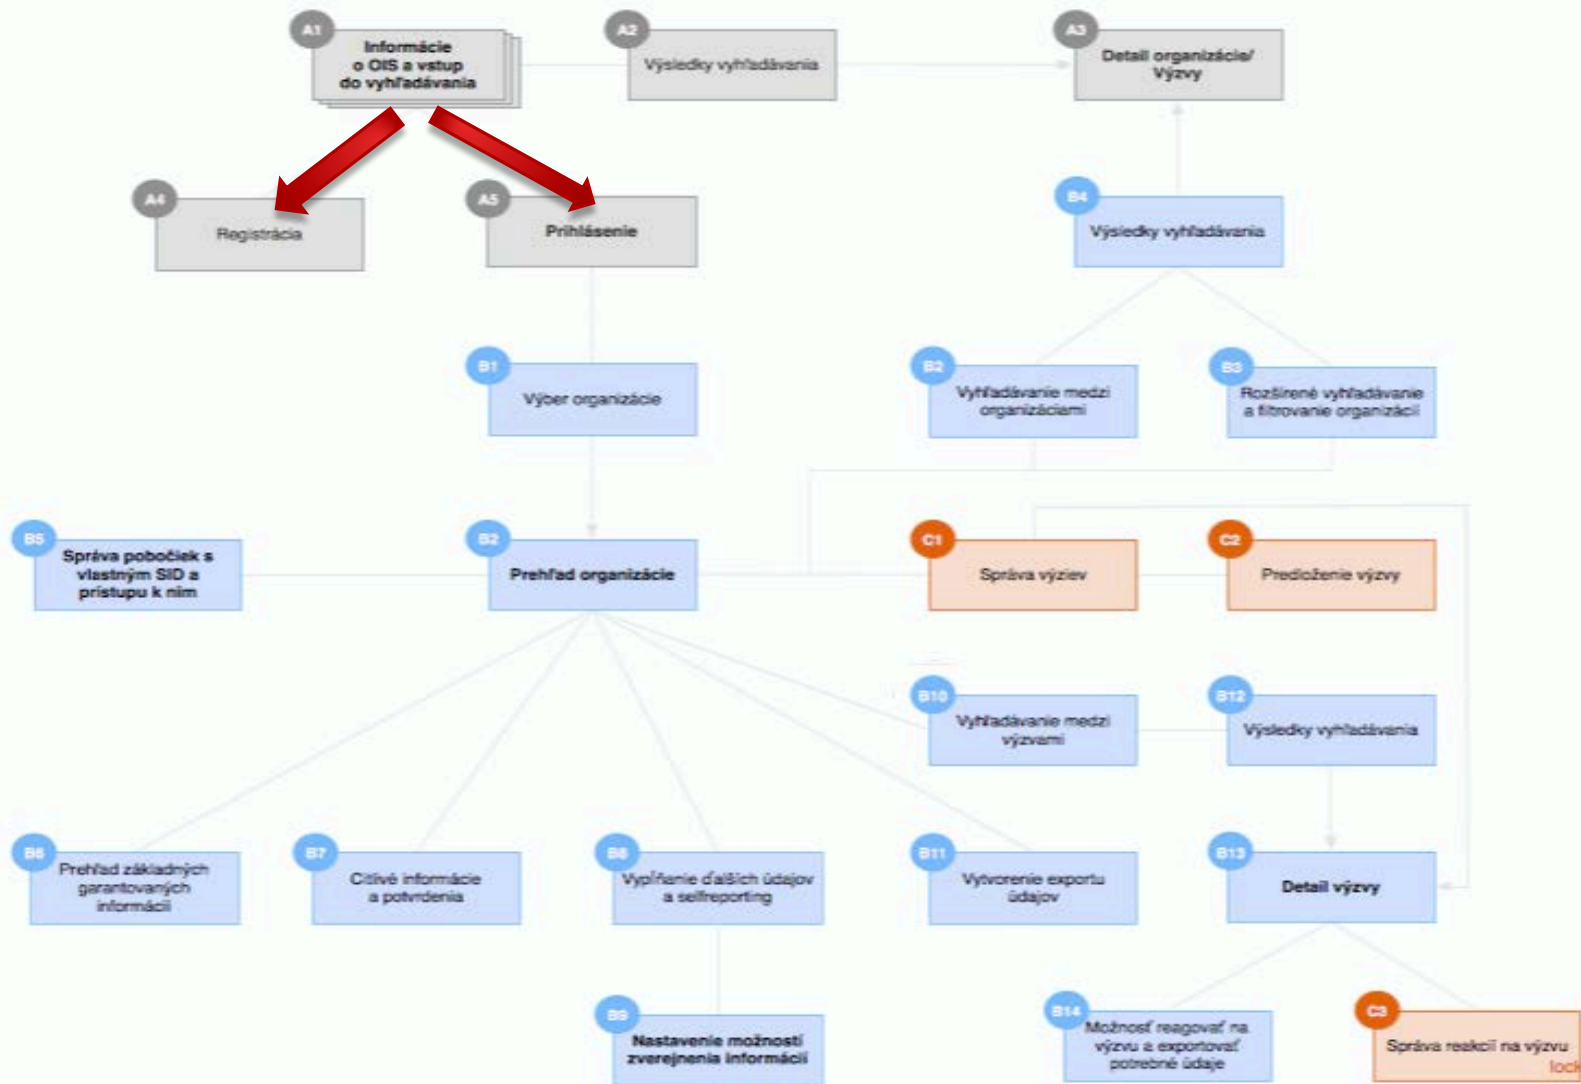 A1
Informácie
o OIS a vstup
do vyhľadávania
A2
Výsledky vyhľadávania
A3
Detail organizácie/
Výzvy
A4
Registrácia
A5
Prihlásenie
B4
Výsledky vyhľadávania
B1
Výber organizácie
B2
Vyhľadávanie medzi
organizáciami
B3
Rozšírené vyhľadávanie
a filtrovanie organizácií
B5
Správa pobočiek s
vlastným SID a
prístupu k nim
B2
Prehľad organizácie
C1
Správa výziev
C2
Predloženie výzvy
B10
Vyhľadávanie medzi
výzvami
B12
Výsledky vyhľadávania
B6
Prehľad základných
garantovaných
informácií
B7
Citlivé informácie
a potvrdenia
B8
Vypĺňanie ďalších údajov
a selfreporting
B11
Vytvorenie exportu
údajov
B13
Detail výzvy
B9
Nastavenie možností
zverejnenia informácií
B14
Možnosť reagovať na
výzvu a exportovať
potrebné údaje
C3
Správa reakcií na výzvu
lock